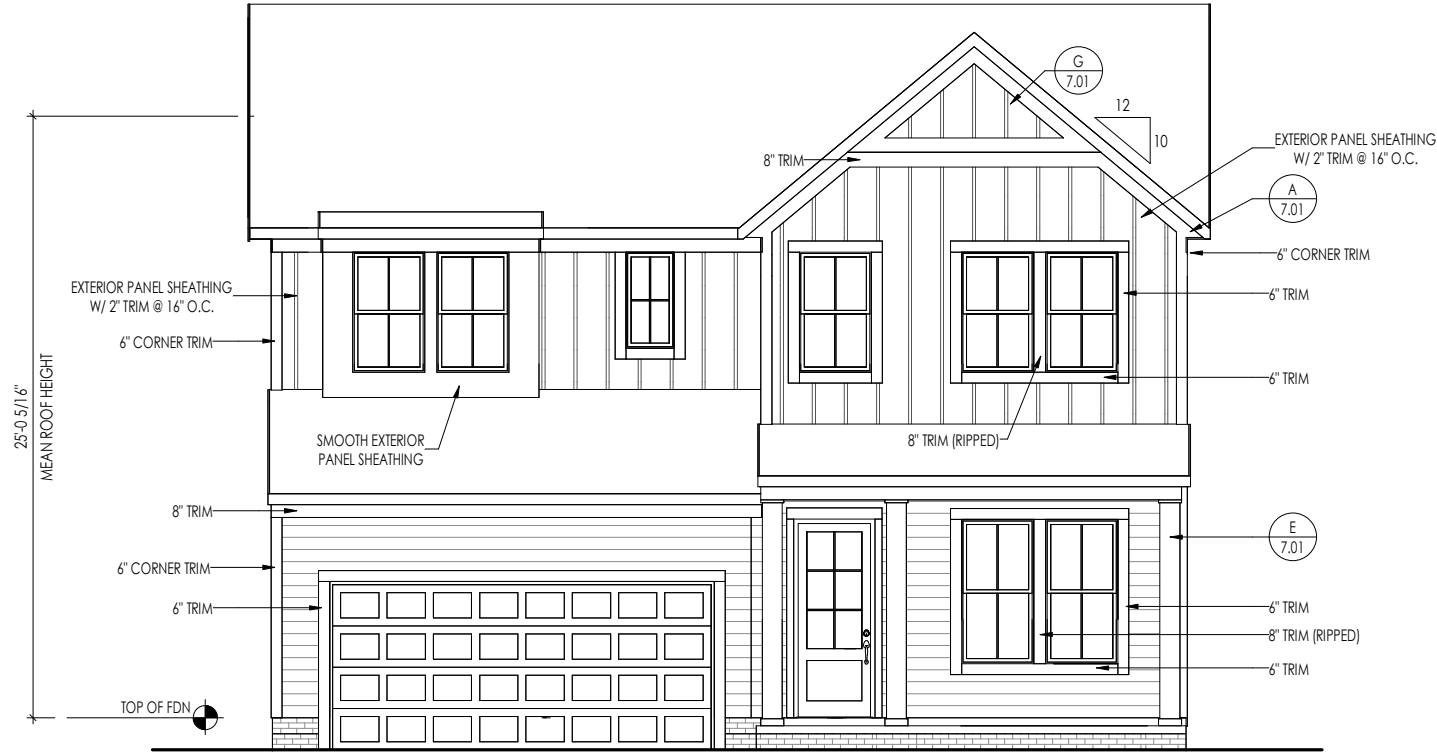 G
7.01
12
10
8" TRIM
EXTERIOR PANEL SHEATHING
W/ 2" TRIM @ 16" O.C.
A
7.01
6" CORNER TRIM
EXTERIOR PANEL SHEATHING
W/ 2" TRIM @ 16" O.C.
6" TRIM
6" CORNER TRIM
25'-0 5/16"
MEAN ROOF HEIGHT
6" TRIM
SMOOTH EXTERIOR
PANEL SHEATHING
8" TRIM (RIPPED)
8" TRIM
E
7.01
6" CORNER TRIM
6" TRIM
6" TRIM
8" TRIM (RIPPED)
6" TRIM
TOP OF FDN